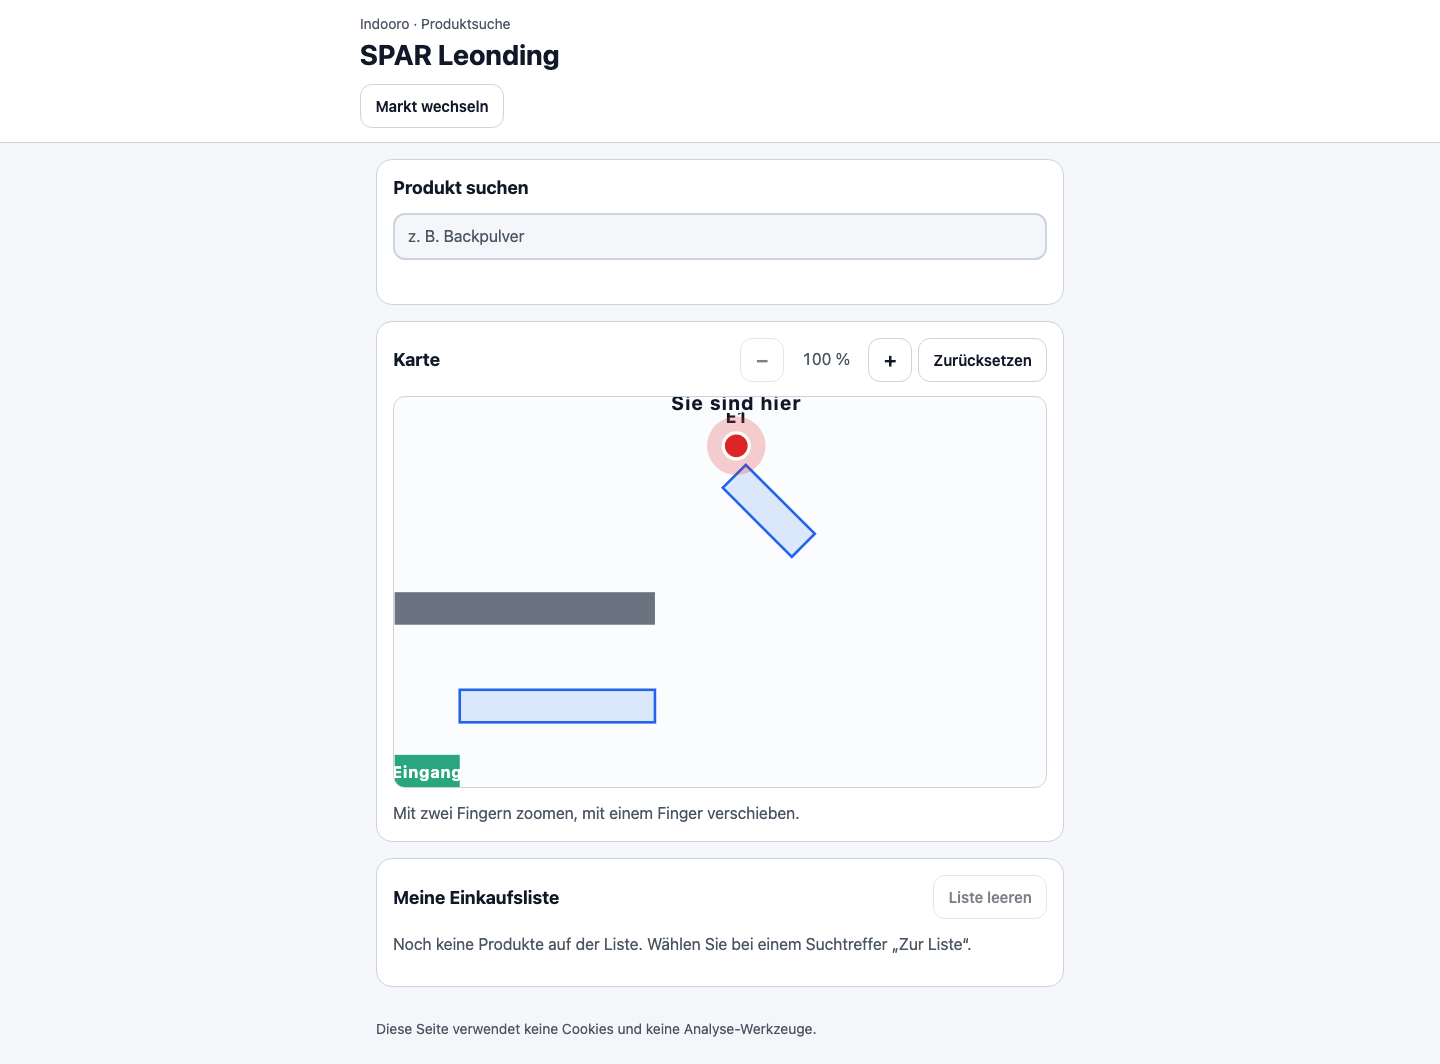 Indooro · Produktsuche
SPAR Leonding
Markt wechseln
Produkt suchen
z. B. Backpulver
Karte
− 100 % + Zurücksetzen
Sie sind hier
E1
Eingang
Mit zwei Fingern zoomen, mit einem Finger verschieben.
Meine Einkaufsliste
Liste leeren
Noch keine Produkte auf der Liste. Wählen Sie bei einem Suchtreffer „Zur Liste“.
Diese Seite verwendet keine Cookies und keine Analyse-Werkzeuge.